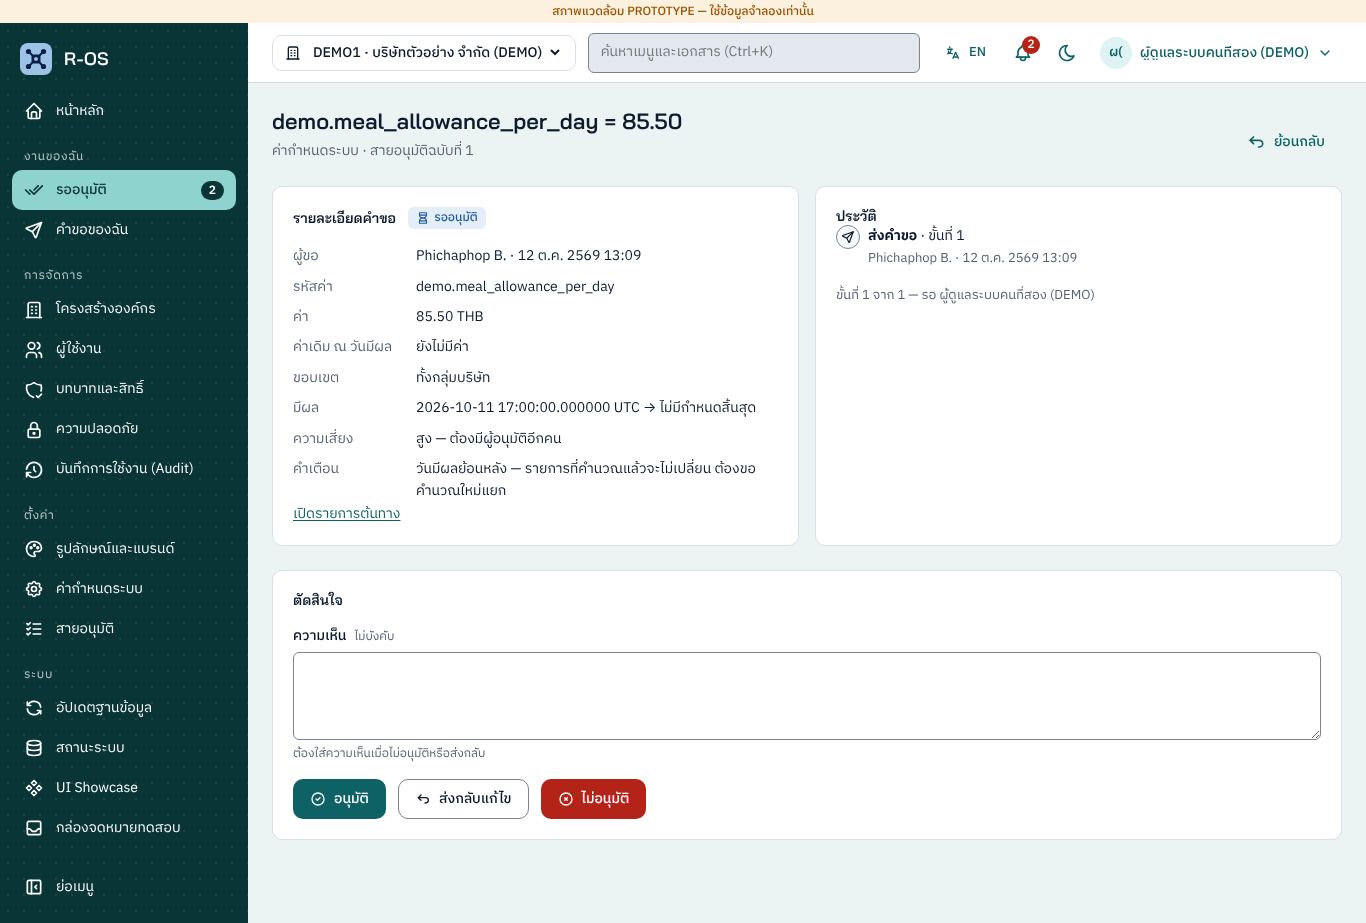 สภาพแวดล้อม PROTOTYPE — ใช้ข้อมูลจำลองเท่านั้น
R-OS
DEMO1 · บริษัทตัวอย่าง จำกัด (DEMO)
ค้นหาเมนูและเอกสาร (Ctrl+K)
EN
2
ผ(
ผู้ดูแลระบบคนที่สอง (DEMO)
หน้าหลัก
งานของฉัน
รออนุมัติ
2
คำขอของฉัน
การจัดการ
โครงสร้างองค์กร
ผู้ใช้งาน
บทบาทและสิทธิ์
ความปลอดภัย
บันทึกการใช้งาน (Audit)
ตั้งค่า
รูปลักษณ์และแบรนด์
ค่ากำหนดระบบ
สายอนุมัติ
ระบบ
อัปเดตฐานข้อมูล
สถานะระบบ
UI Showcase
กล่องจดหมายทดสอบ
ย่อเมนู
demo.meal_allowance_per_day = 85.50
ค่ากำหนดระบบ · สายอนุมัติฉบับที่ 1
ย้อนกลับ
รายละเอียดคำขอ
รออนุมัติ
ผู้ขอ Phichaphop B. · 12 ต.ค. 2569 13:09
รหัสค่า demo.meal_allowance_per_day
ค่า 85.50 THB
ค่าเดิม ณ วันมีผล ยังไม่มีค่า
ขอบเขต ทั้งกลุ่มบริษัท
มีผล 2026-10-11 17:00:00.000000 UTC → ไม่มีกำหนดสิ้นสุด
ความเสี่ยง สูง — ต้องมีผู้อนุมัติอีกคน
คำเตือน วันมีผลย้อนหลัง — รายการที่คำนวณแล้วจะไม่เปลี่ยน ต้องขอ
คำนวณใหม่แยก
เปิดรายการต้นทาง
ประวัติ
ส่งคำขอ · ขั้นที่ 1
Phichaphop B. · 12 ต.ค. 2569 13:09
ขั้นที่ 1 จาก 1 — รอ ผู้ดูแลระบบคนที่สอง (DEMO)
ตัดสินใจ
ความเห็น ไม่บังคับ
ต้องใส่ความเห็นเมื่อไม่อนุมัติหรือส่งกลับ
อนุมัติ
ส่งกลับแก้ไข
ไม่อนุมัติ